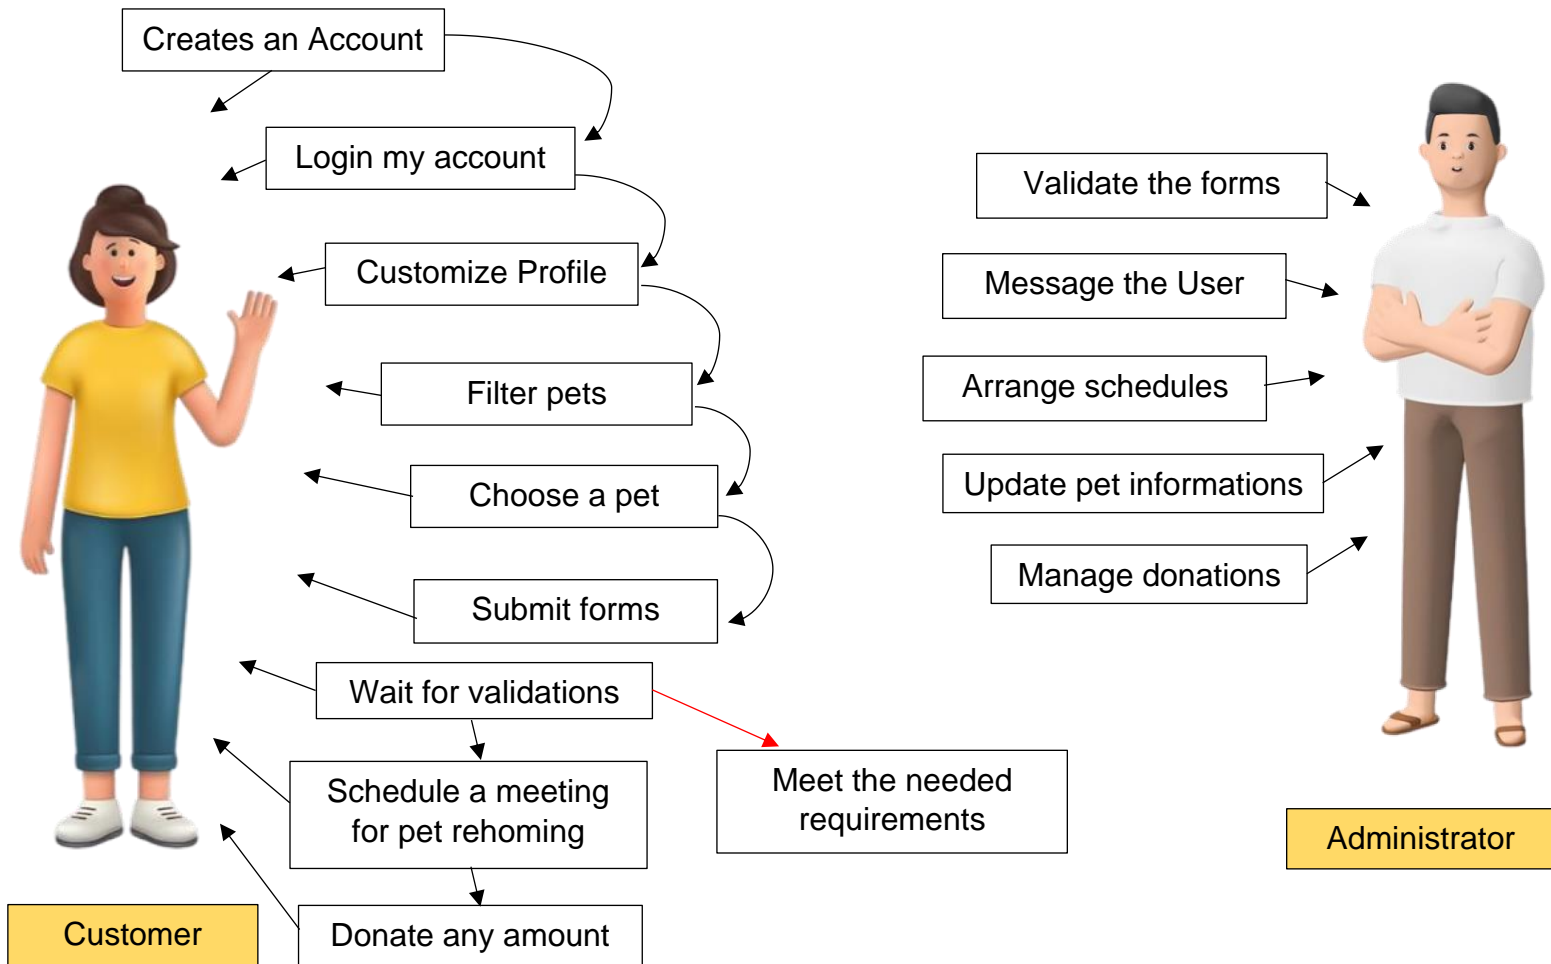 Creates an Account
Login my account
Customize Profile
Filter pets
Choose a pet
Submit forms
Wait for validations
Schedule a meeting
for pet rehoming
Donate any amount
Meet the needed
requirements
Customer
Validate the forms
Message the User
Arrange schedules
Update pet informations
Manage donations
Administrator